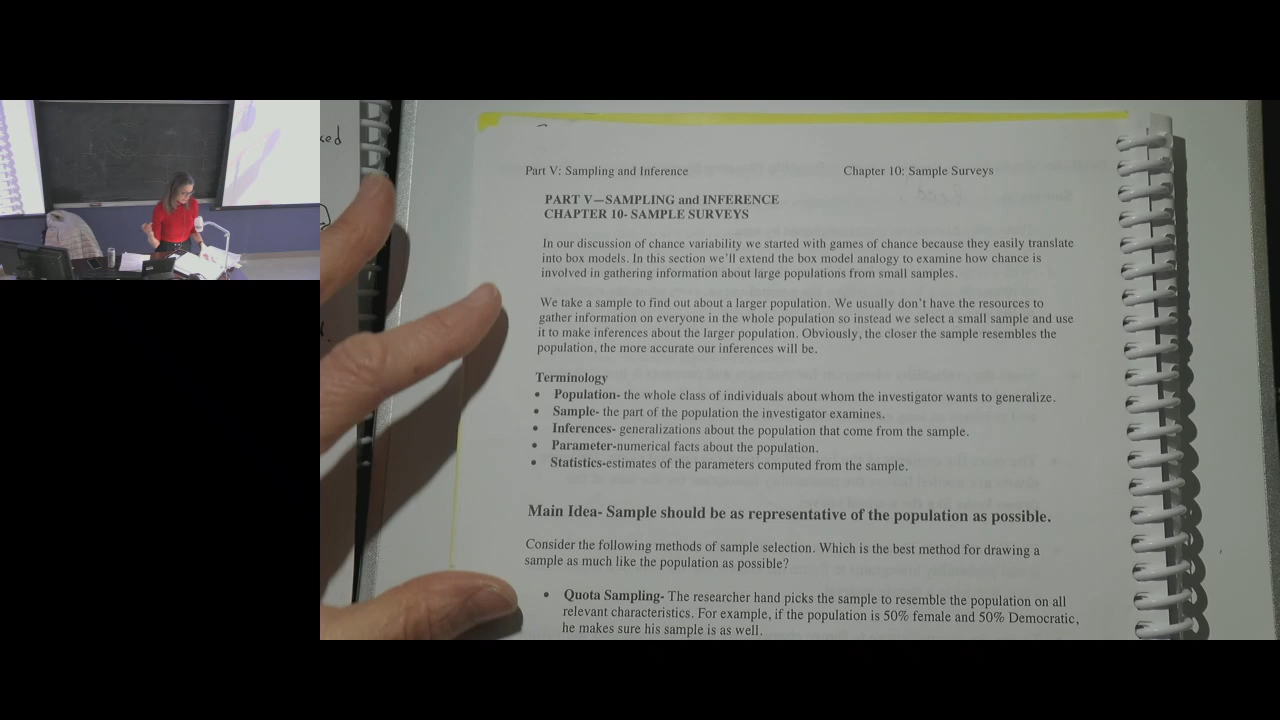 ked
Part V: Sampling and Inference Chapter 10: Sample Surveys
PART V—SAMPLING and INFERENCE
CHAPTER 10- SAMPLE SURVEYS
In our discussion of chance variability we started with games of chance because they easily translate
into box models. In this section we'll extend the box model analogy to examine how chance is
involved in gathering information about large populations from small samples.
We take a sample to find out about a larger population. We usually don't have the resources to
gather information on everyone in the whole population so instead we select a small sample and use
it to make inferences about the larger population. Obviously, the closer the sample resembles the
population, the more accurate our inferences will be.
Terminology
• Population- the whole class of individuals about whom the investigator wants to generalize.
• Sample- the part of the population the investigator examines.
• Inferences- generalizations about the population that come from the sample.
• Parameter-numerical facts about the population.
• Statistics-estimates of the parameters computed from the sample.
Main Idea- Sample should be as representative of the population as possible.
Consider the following methods of sample selection. Which is the best method for drawing a
sample as much like the population as possible?
• Quota Sampling- The researcher hand picks the sample to resemble the population on all
relevant characteristics. For example, if the population is 50% female and 50% Democratic,
he makes sure his sample is as well.